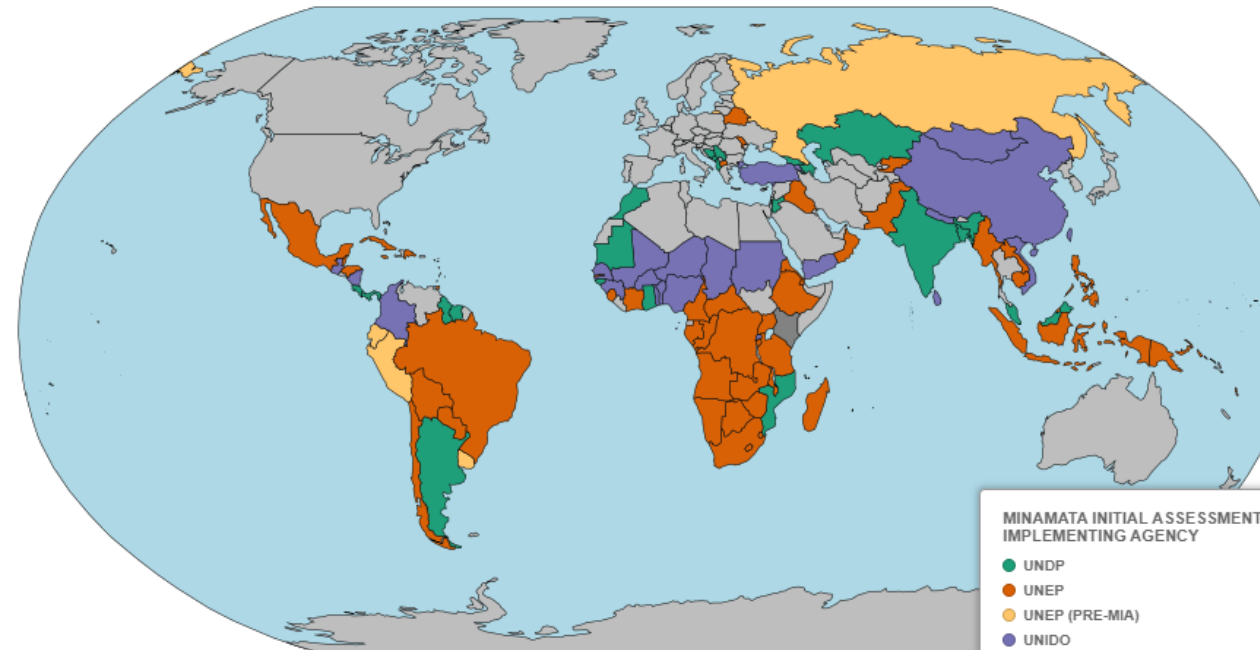 MINAMATA INITIAL ASSESSMENT
IMPLEMENTING AGENCY
UNDP
UNEP
UNEP (PRE-MIA)
UNIDO